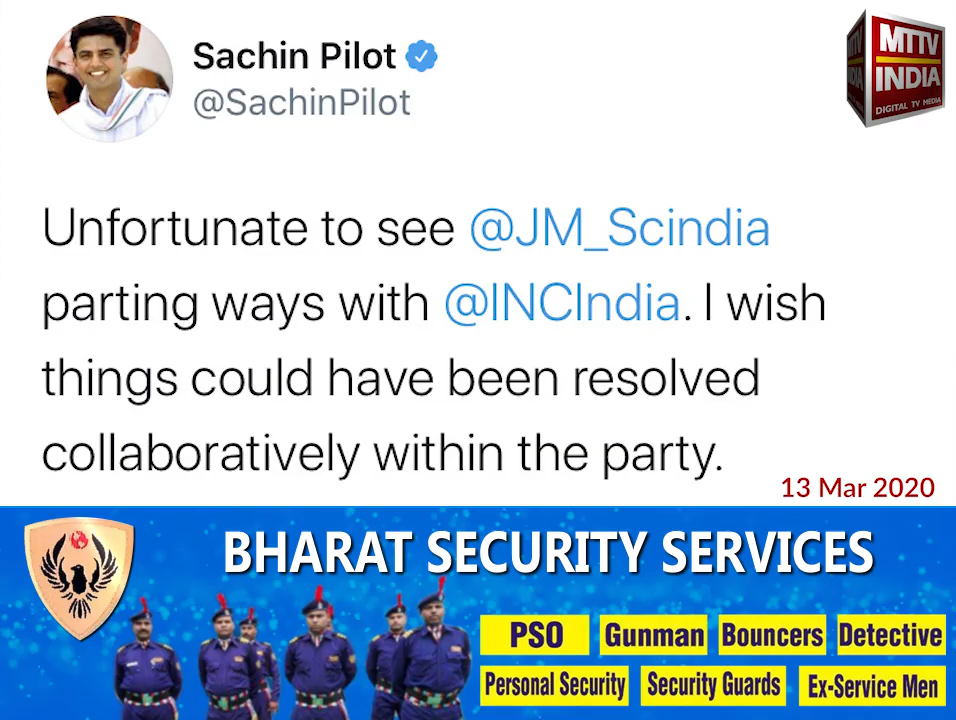 Sachin Pilot
@SachinPilot
MTTV
INDIA
DIGITAL TV MEDIA
Unfortunate to see @JM_Scindia
parting ways with @INCIndia. I wish
things could have been resolved
collaboratively within the party.
13 Mar 2020
BHARAT SECURITY SERVICES
PSO Gunman Bouncers Detective
Personal Security Security Guards Ex-Service Men